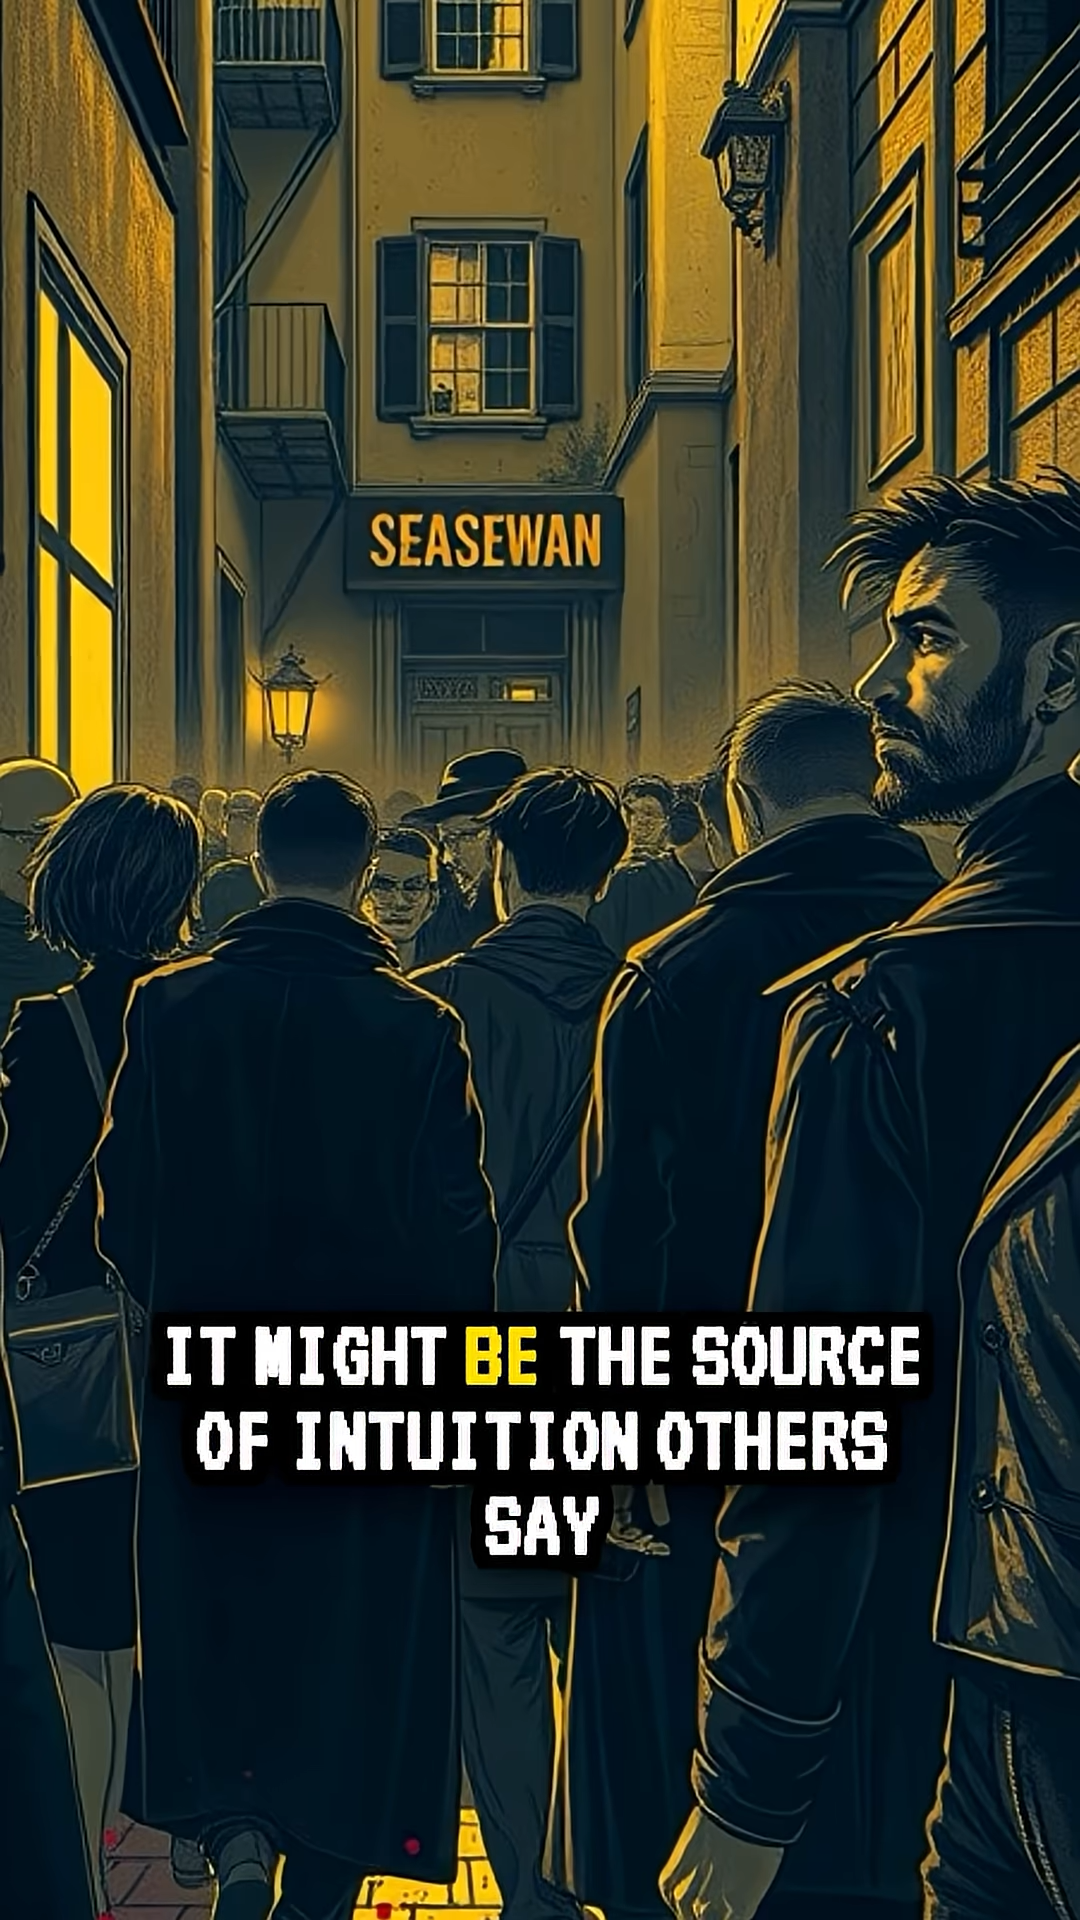 SEASEWAN
IT MIGHT BE THE SOURCE
OF INTUITION OTHERS
SAY